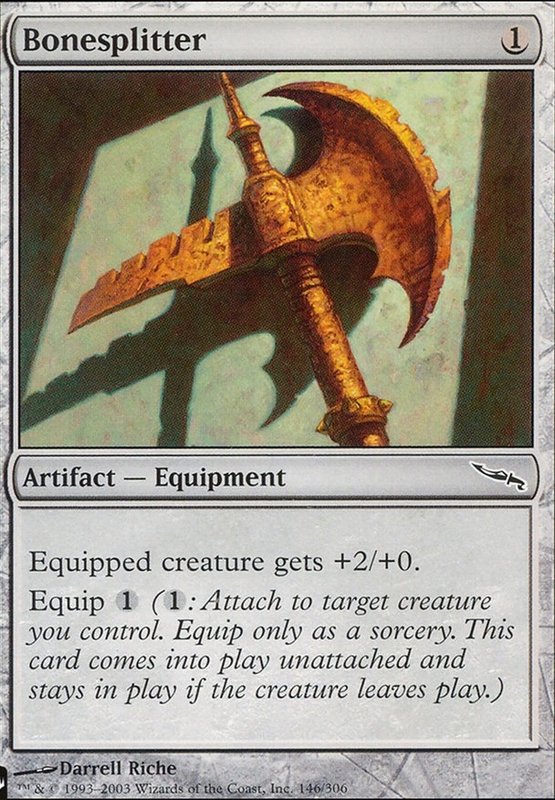 Bonesplitter 1
Artifact — Equipment
Equipped creature gets +2/+0.
Equip 1 (1: Attach to target creature
you control. Equip only as a sorcery. This
card comes into play unattached and
stays in play if the creature leaves play.)
Darrell Riche
™ & © 1993–2003 Wizards of the Coast, Inc. 146/306